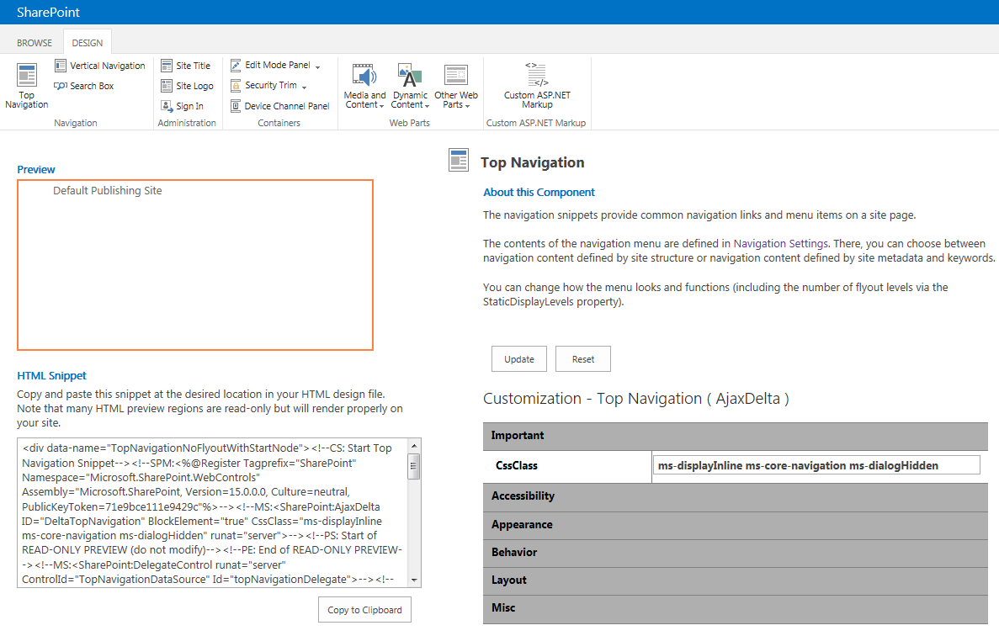 SharePoint
BROWSE
DESIGN
Top
Navigation
Vertical Navigation
Search Box
Navigation
Site Title
Site Logo
Sign In
Administration
Edit Mode Panel
Security Trim
Device Channel Panel
Containers
Media and
Content
Dynamic
Content
Other Web
Parts
Web Parts
Custom ASP.NET
Markup
Custom ASP.NET Markup
Preview
Default Publishing Site
HTML Snippet
Copy and paste this snippet at the desired location in your HTML design file.
Note that many HTML preview regions are read-only but will render properly on
your site.
<div data-name="TopNavigationNoFlyoutWithStartNode"><!--CS: Start Top
Navigation Snippet--><!--SPM:<%@Register Tagprefix="SharePoint"
Namespace="Microsoft.SharePoint.WebControls"
Assembly="Microsoft.SharePoint, Version=15.0.0.0, Culture=neutral,
PublicKeyToken=71e9bce111e9429c"%>--><!--MS:<SharePoint:AjaxDelta
ID="DeltaTopNavigation" BlockElement="true" CssClass="ms-displayInline
ms-core-navigation ms-dialogHidden" runat="server">--><!--PS: Start of
READ-ONLY PREVIEW (do not modify)--><!--PE: End of READ-ONLY PREVIEW-
-><!--MS:<SharePoint:DelegateControl runat="server"
ControlId="TopNavigationDataSource" Id="topNavigationDelegate">--><!--
Copy to Clipboard
Top Navigation
About this Component
The navigation snippets provide common navigation links and menu items on a site page.
The contents of the navigation menu are defined in Navigation Settings. There, you can choose between
navigation content defined by site structure or navigation content defined by site metadata and keywords.
You can change how the menu looks and functions (including the number of flyout levels via the
StaticDisplayLevels property).
Update
Reset
Customization - Top Navigation ( AjaxDelta )
Important
CssClass
ms-displayInline ms-core-navigation ms-dialogHidden
Accessibility
Appearance
Behavior
Layout
Misc